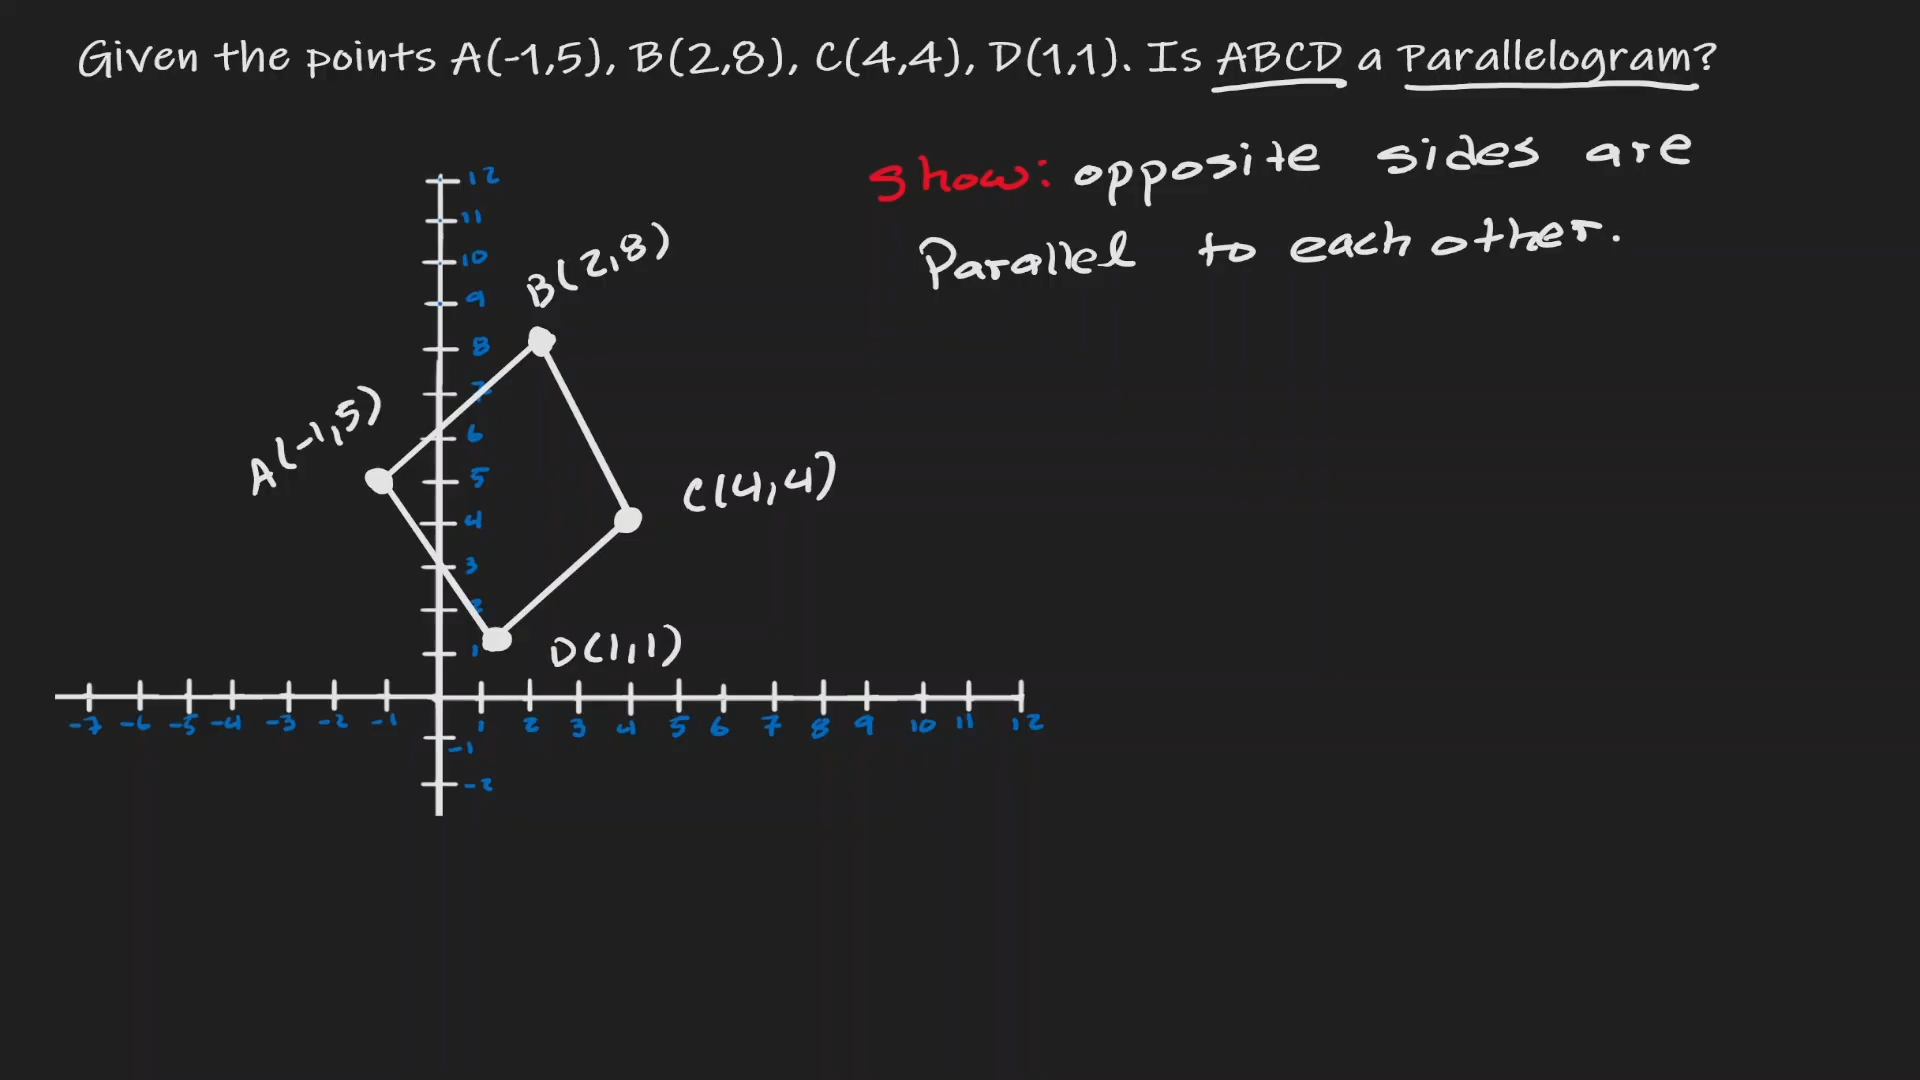 Given the points A(-1,5), B(2,8), C(4,4), D(1,1). Is ABCD a Parallelogram?
show: opposite sides are
Parallel to each other.
12
11
10
9
8
7
6
5
4
3
2
1
-1
-2
B(2,8)
A(-1,5)
C(4,4)
D(1,1)
-7 -6 -5 -4 -3 -2 -1 1 2 3 4 5 6 7 8 9 10 11 12